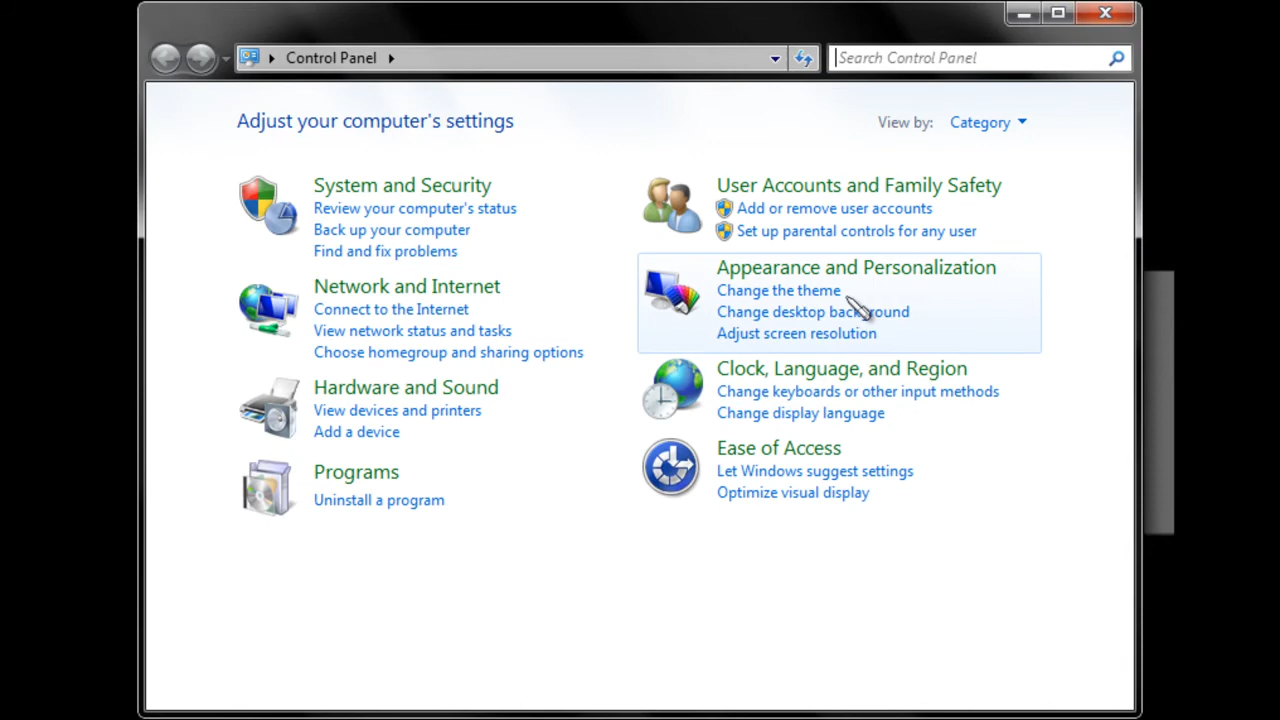 Control Panel
Search Control Panel
Adjust your computer's settings
View by: Category
System and Security
Review your computer's status
Back up your computer
Find and fix problems
Network and Internet
Connect to the Internet
View network status and tasks
Choose homegroup and sharing options
Hardware and Sound
View devices and printers
Add a device
Programs
Uninstall a program
User Accounts and Family Safety
Add or remove user accounts
Set up parental controls for any user
Appearance and Personalization
Change the theme
Change desktop background
Adjust screen resolution
Clock, Language, and Region
Change keyboards or other input methods
Change display language
Ease of Access
Let Windows suggest settings
Optimize visual display